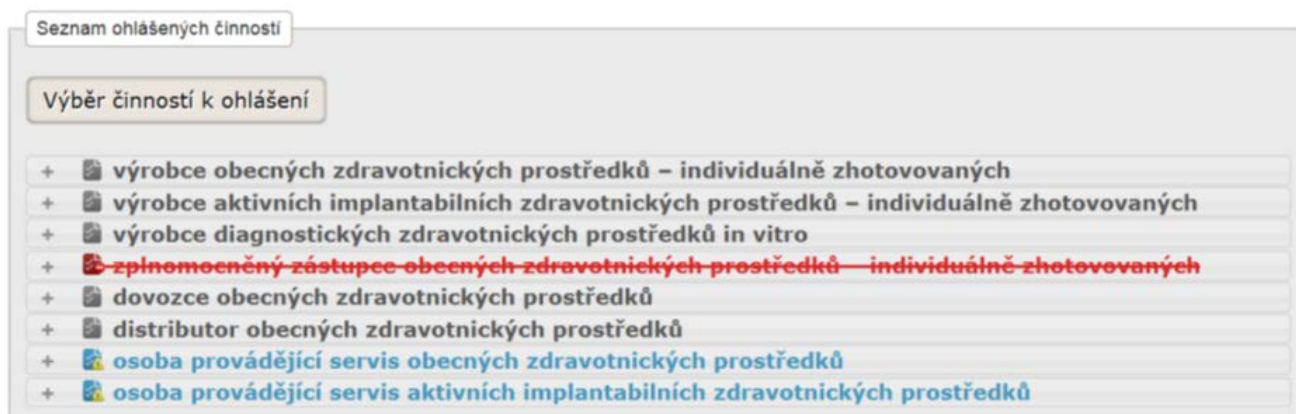 Seznam ohlášených činností
Výběr činností k ohlášení
+ výrobce obecných zdravotnických prostředků – individuálně zhotovovaných
+ výrobce aktivních implantabilních zdravotnických prostředků – individuálně zhotovovaných
+ výrobce diagnostických zdravotnických prostředků in vitro
+ zplnomocněný zástupce obecných zdravotnických prostředků – individuálně zhotovovaných
+ dovozce obecných zdravotnických prostředků
+ distributor obecných zdravotnických prostředků
+ osoba provádějící servis obecných zdravotnických prostředků
+ osoba provádějící servis aktivních implantabilních zdravotnických prostředků